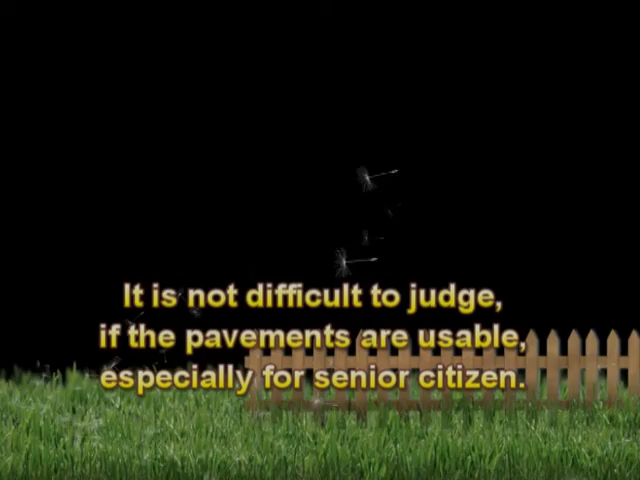 It is not difficult to judge,
if the pavements are usable,
especially for senior citizen.